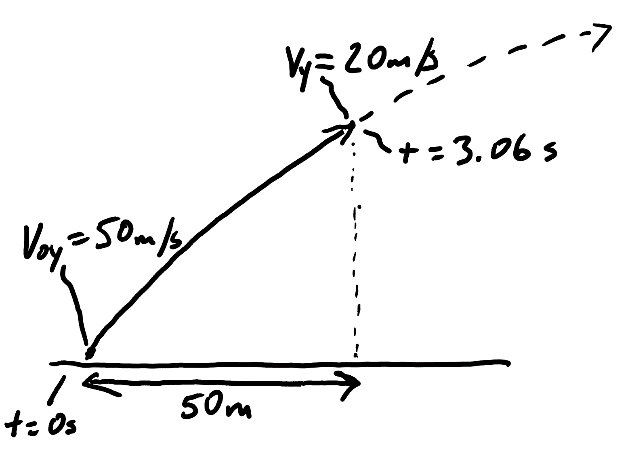 Vy = 20m/s
t = 3.06 s
Voy = 50m/s
50m
t = 0s